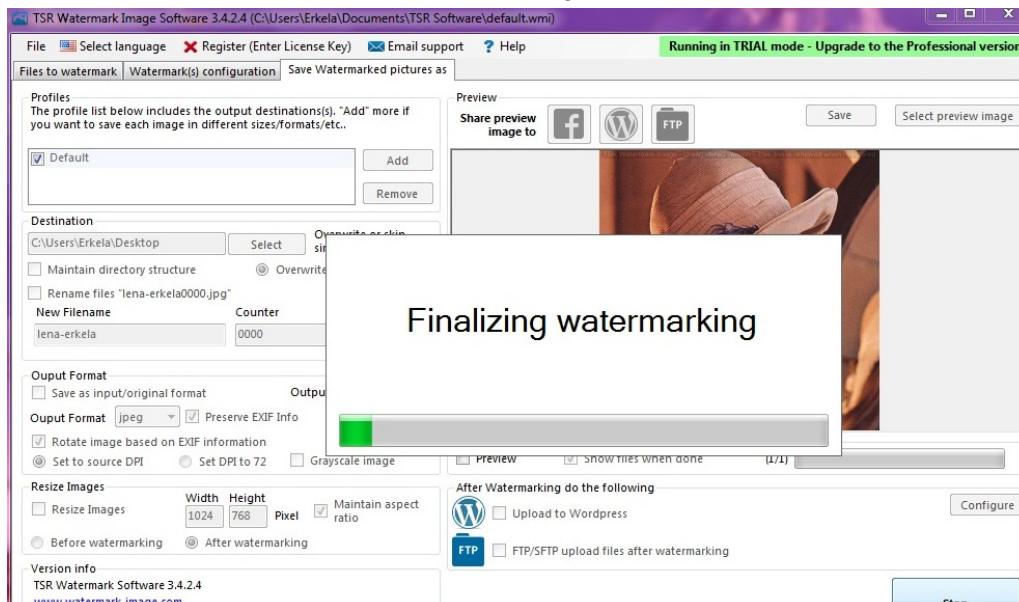 TSR Watermark Image Software 3.4.2.4 (C:\Users\Erkela\Documents\TSR Software\default.wmi)
File Select language Register (Enter License Key) Email support ? Help Running in TRIAL mode - Upgrade to the Professional version
Files to watermark Watermark(s) configuration Save Watermarked pictures as
Profiles
The profile list below includes the output destinations(s). "Add" more if
you want to save each image in different sizes/formats/etc..
Default
Add
Remove
Preview
Share preview
image to
FTP
Save
Select preview image
Destination
C:\Users\Erkela\Desktop
Select
Overwrite or skip
Maintain directory structure
Overwrite
Rename files "lena-erkela0000.jpg"
New Filename Counter
lena-erkela 0000
Finalizing watermarking
Ouput Format
Save as input/original format
Ouput Format jpeg Preserve EXIF Info
Rotate image based on EXIF information
Set to source DPI Set DPI to 72 Grayscale image
Preview Show files when done (1/1)
Resize Images
Resize Images
Width Height
1024 768 Pixel
Maintain aspect
ratio
Before watermarking After watermarking
After Watermarking do the following
Upload to Wordpress
Configure
FTP
FTP/SFTP upload files after watermarking
Version info
TSR Watermark Software 3.4.2.4
www.watermark-image.com
Stop